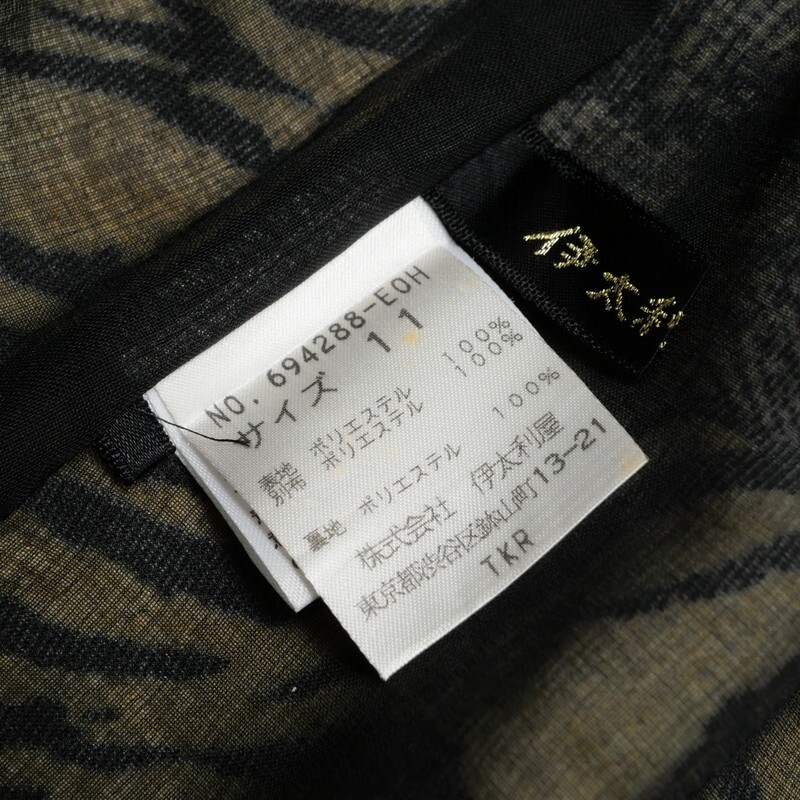 NO. 694288-EOH
サイズ 11
表地 ポリエステル 100%
別布 ポリエステル 100%
裏地 ポリエステル 100%
株式会社 伊太利屋
東京都渋谷区鉢山町13-21
TKR
伊太利